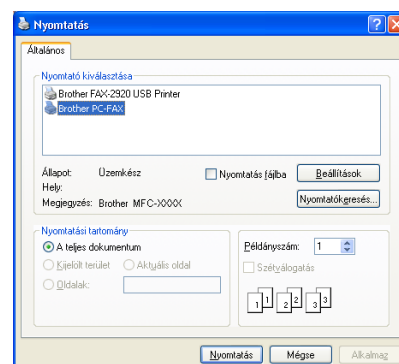 Nyomtatás
Általános
Nyomtató kiválasztása
Brother FAX-2920 USB Printer
Brother PC-FAX
Állapot: Üzemkész
Nyomtatás fájlba
Beállítások
Hely:
Megjegyzés: Brother MFC-XXXX
Nyomtatókeresés...
Nyomtatási tartomány
A teljes dokumentum
Kijelölt terület
Aktuális oldal
Oldalak:
Példányszám: 1
Szétválogatás
1 1 2 2 3 3
Nyomtatás
Mégse
Alkalmaz